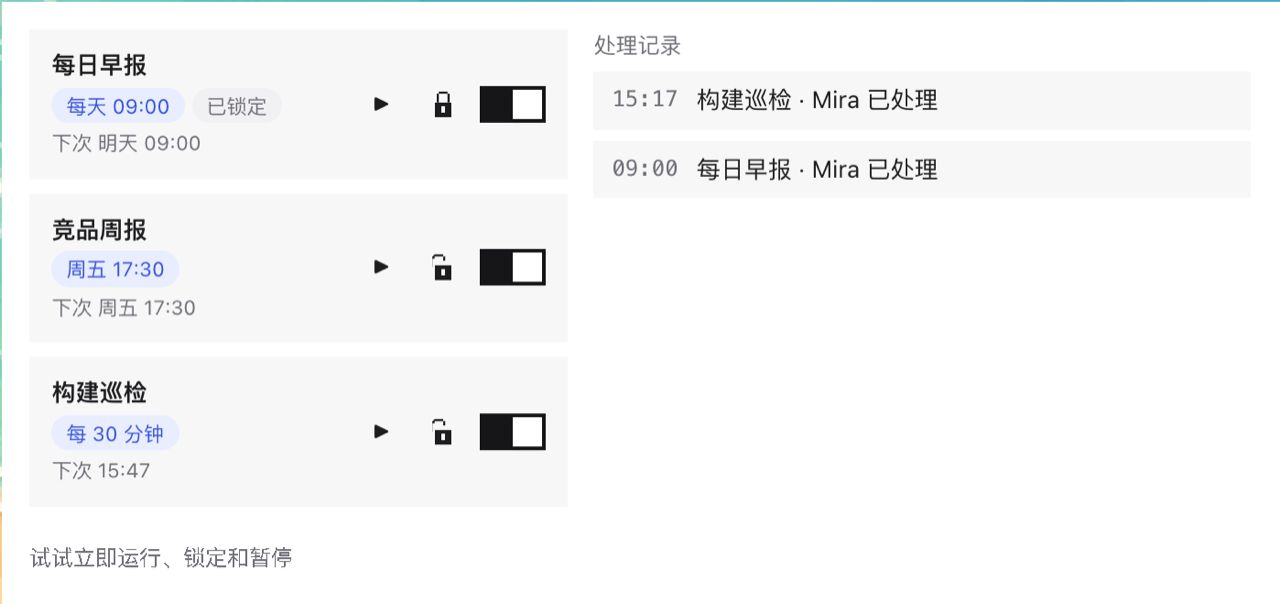 每日早报
每天 09:00 已锁定
下次 明天 09:00
竞品周报
周五 17:30
下次 周五 17:30
构建巡检
每 30 分钟
下次 15:47
试试立即运行、锁定和暂停
处理记录
15:17 构建巡检 · Mira 已处理
09:00 每日早报 · Mira 已处理